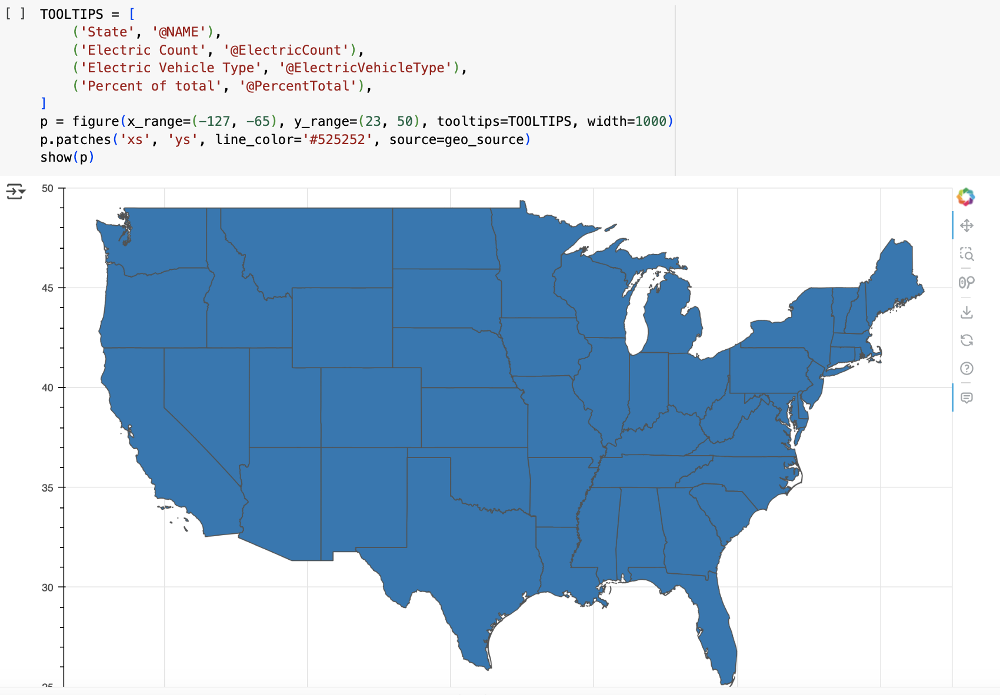 [ ] TOOLTIPS = [
('State', '@NAME'),
('Electric Count', '@ElectricCount'),
('Electric Vehicle Type', '@ElectricVehicleType'),
('Percent of total', '@PercentTotal'),
]
p = figure(x_range=(-127, -65), y_range=(23, 50), tooltips=TOOLTIPS, width=1000)
p.patches('xs', 'ys', line_color='#525252', source=geo_source)
show(p)
50
45
40
35
30
25